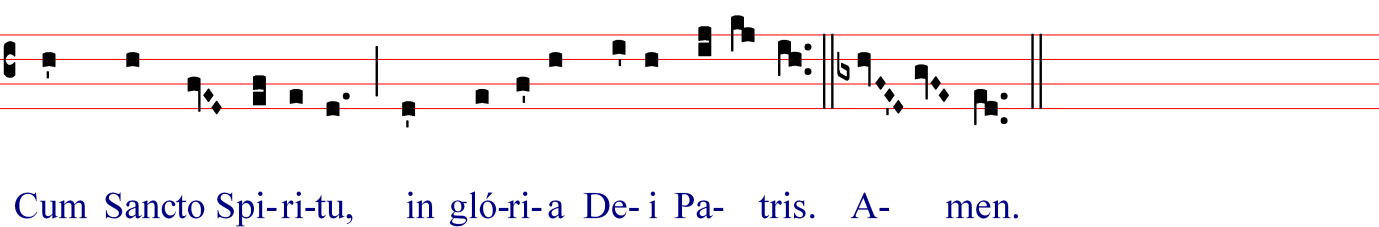 Cum Sancto Spi-ri-tu, in gló-ri-a De-i Pa- tris. A- men.